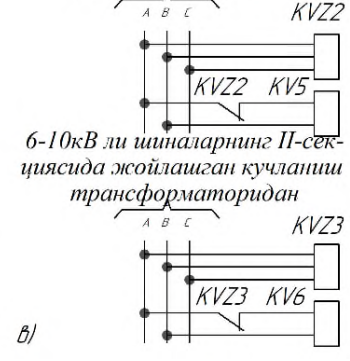 A B C KVZ2
KVZ2 KV5
6-10кВ ли шиналарнинг II-сек-
циясида жойлашган кучланиш
трансформаторидан
A B C KVZ3
KVZ3 KV6
в)